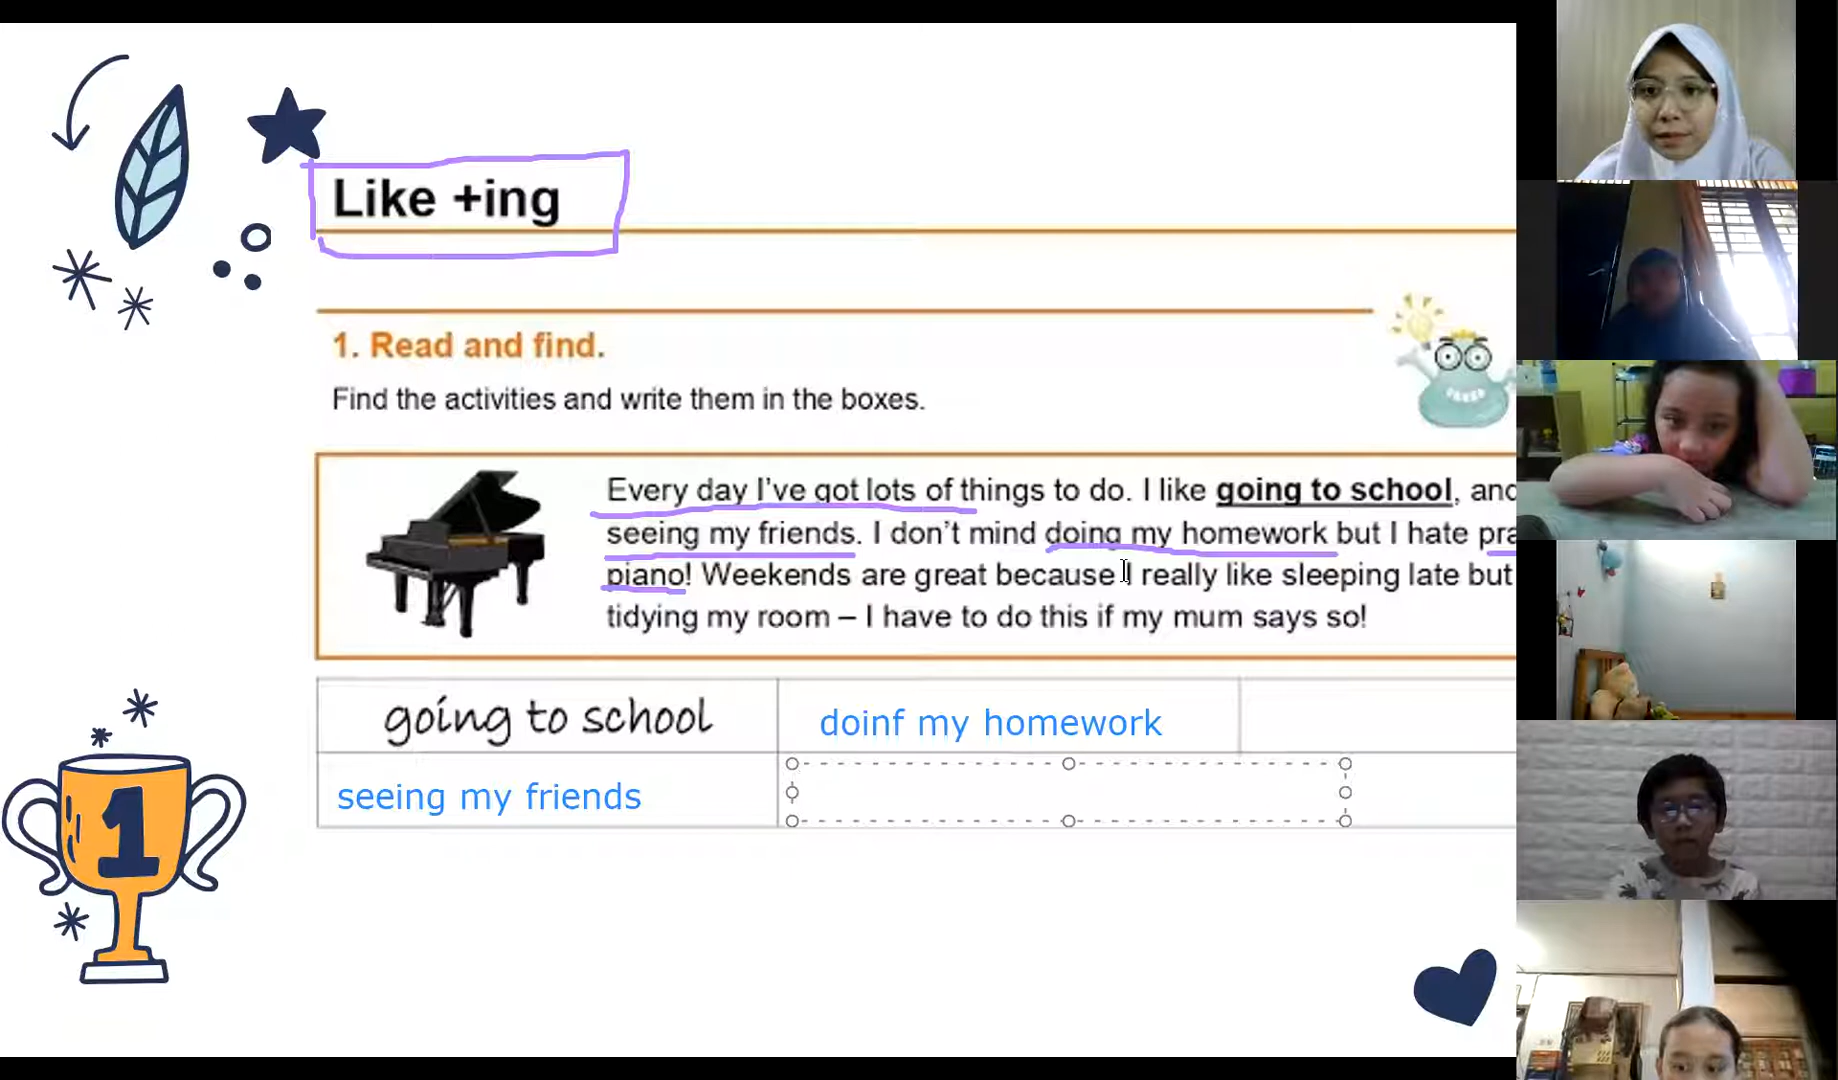 Like +ing
1. Read and find.
Find the activities and write them in the boxes.
Every day I've got lots of things to do. I like going to school, and
seeing my friends. I don't mind doing my homework but I hate
piano! Weekends are great because I really like sleeping late but
tidying my room – I have to do this if my mum says so!
going to school
doinf my homework
seeing my friends
1